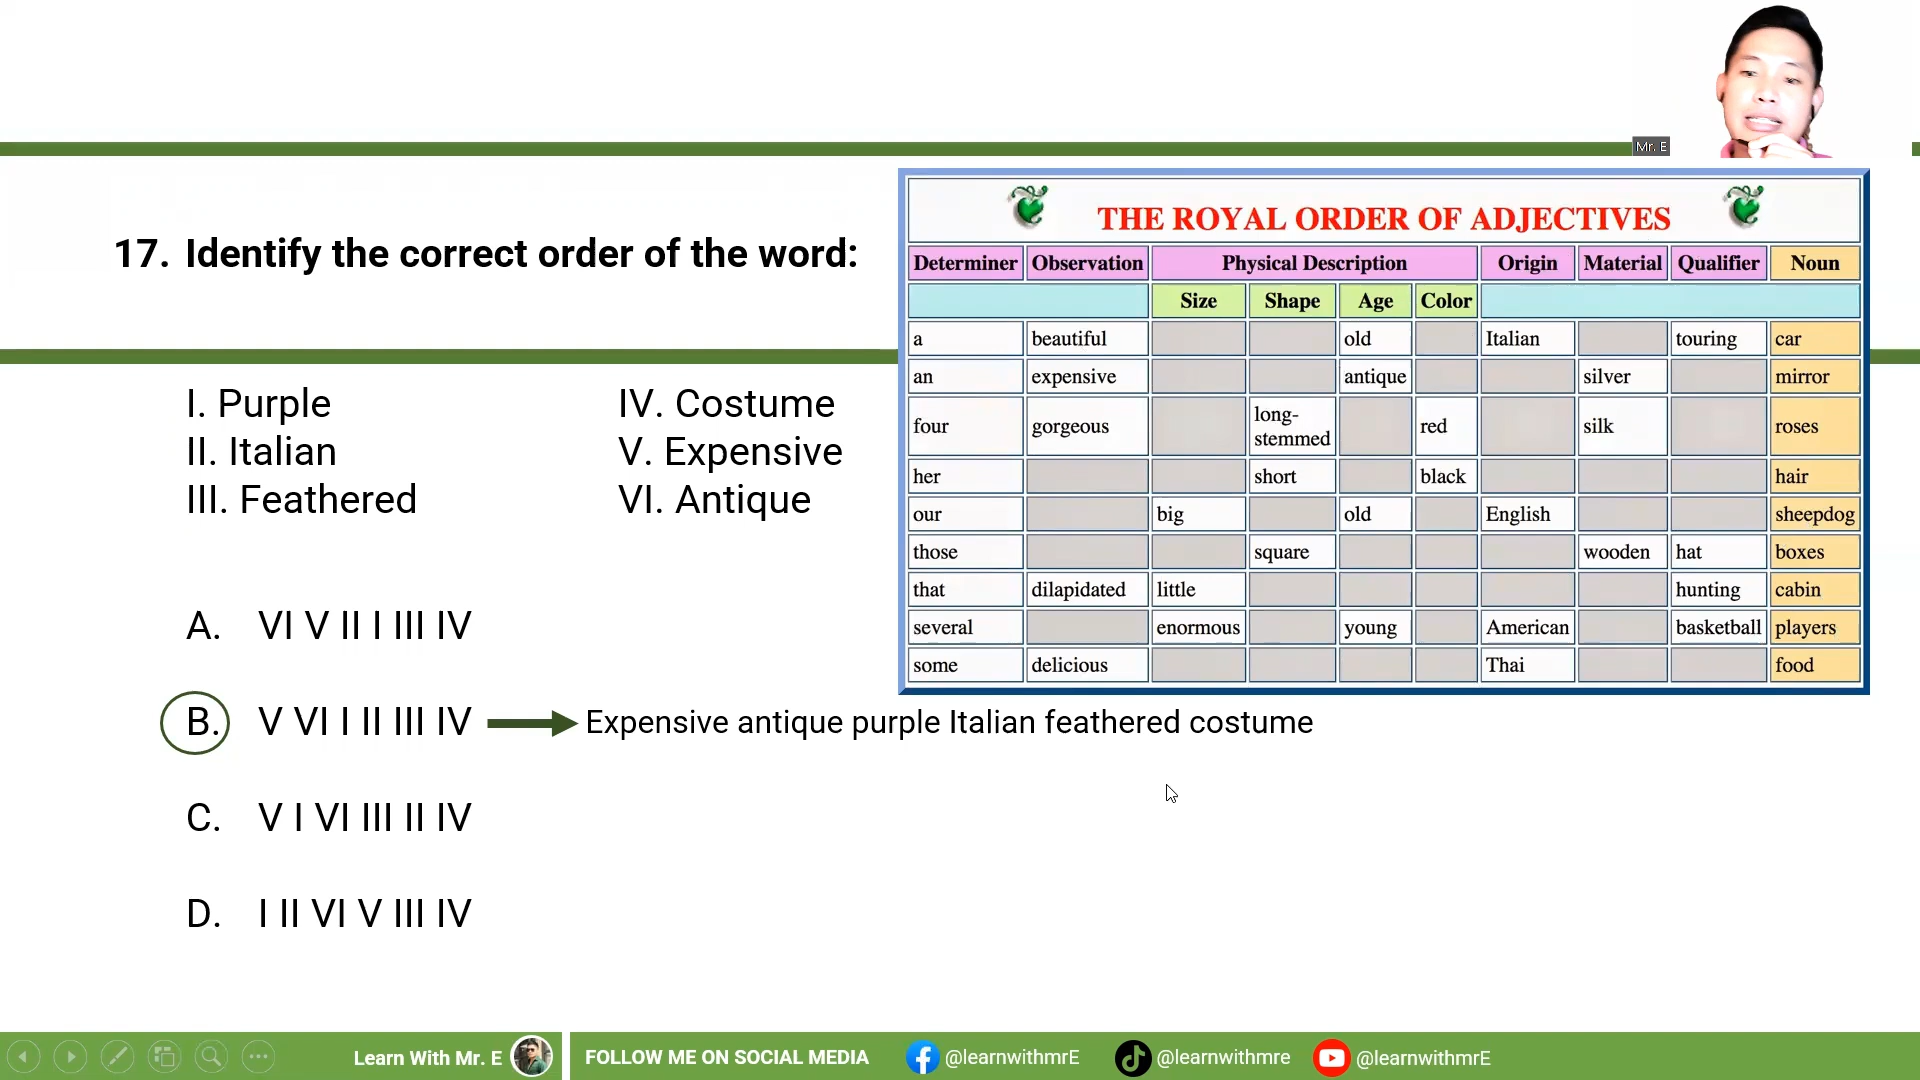 Mr. E
17. Identify the correct order of the word:
I. Purple
II. Italian
III. Feathered
IV. Costume
V. Expensive
VI. Antique
A. VI V II I III IV
B. V VI I II III IV
Expensive antique purple Italian feathered costume
C. V I VI III II IV
D. I II VI V III IV
THE ROYAL ORDER OF ADJECTIVES
Determiner Observation Physical Description Origin Material Qualifier Noun
Size Shape Age Color
a beautiful old Italian touring car
an expensive antique silver mirror
four gorgeous long-stemmed red silk roses
her short black hair
our big old English sheepdog
those square wooden hat boxes
that dilapidated little hunting cabin
several enormous young American basketball players
some delicious Thai food
Learn With Mr. E
FOLLOW ME ON SOCIAL MEDIA @learnwithmrE @learnwithmre @learnwithmrE